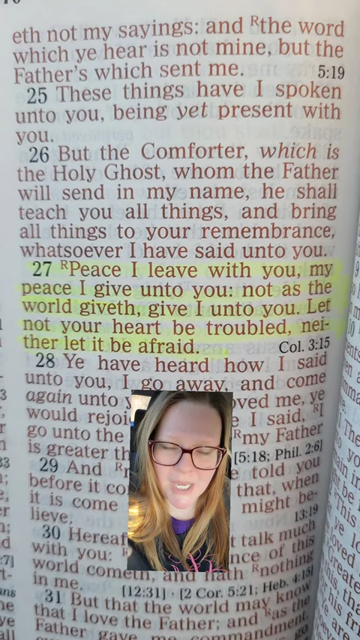 eth not my sayings: and ᴿthe word
which ye hear is not mine, but the
Father's which sent me. 5:19
25 These things have I spoken
unto you, being yet present with
you.
26 But the Comforter, which is
the Holy Ghost, whom the Father
will send in my name, he shall
teach you all things, and bring
all things to your remembrance,
whatsoever I have said unto you.
27 ᴿPeace I leave with you, my
peace I give unto you: not as the
world giveth, give I unto you. Let
not your heart be troubled, nei-
ther let it be afraid. Col. 3:15
28 Ye have heard how I said
unto you, I go away, and come
again unto loved me, ye
would rejoi I said, ᴿI
go unto the ᴿmy Father
is greater th [5:18; Phil. 2:6]
29 And ᴿ e told you
before it co that, when
it is come might be-
lieve. 13:19
30 Hereaf t talk much
with you: ᴿ nce of this
world cometh, and hath ᴿnothing
in me. [12:31] · [2 Cor. 5:21; Heb. 4:15]
31 But that the world may know
that I love the Father; and ᴿas the
Father gave me commandment